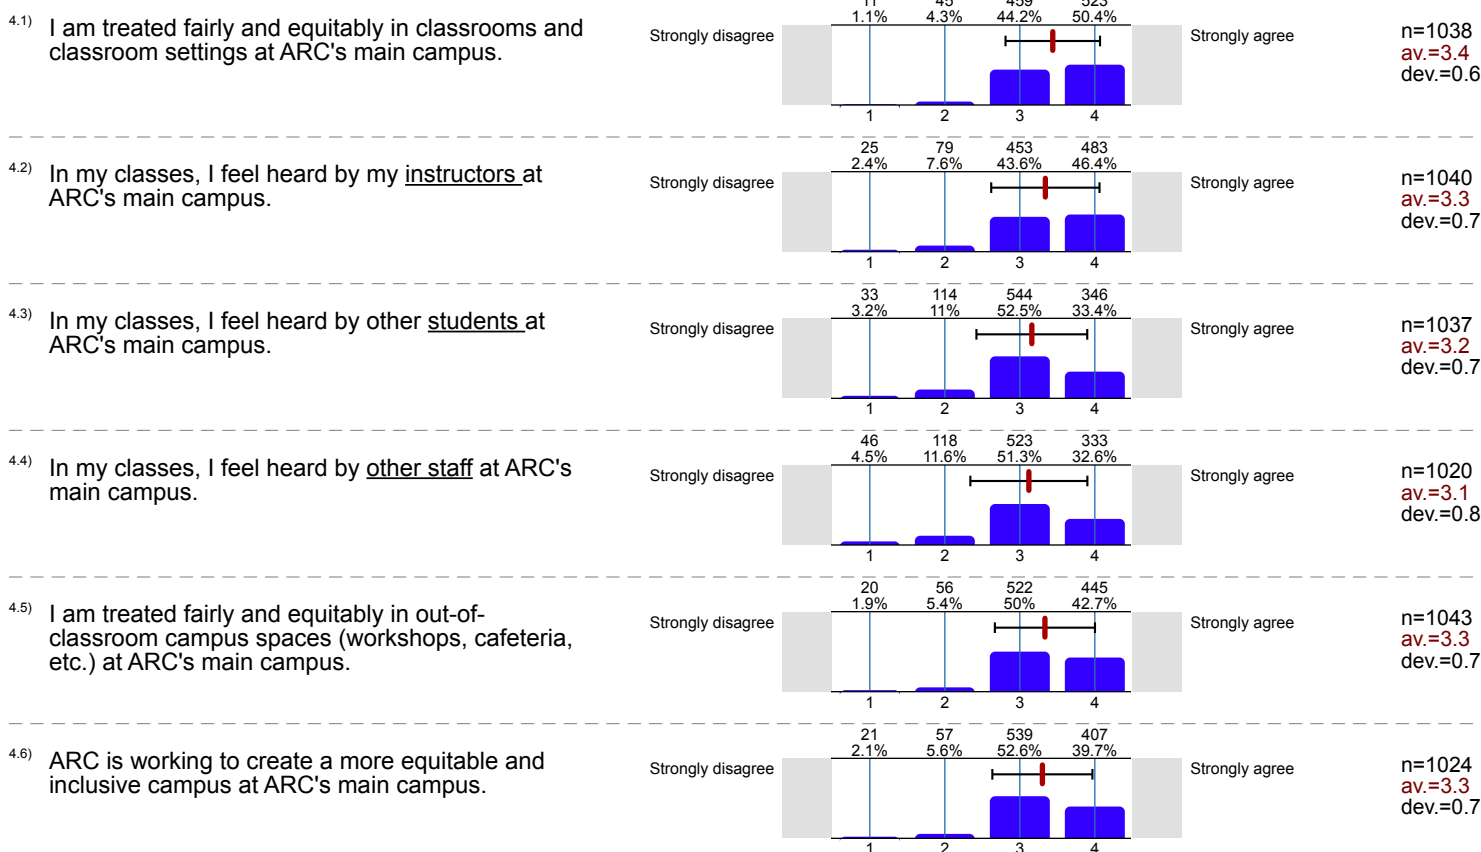 11 45 459 523
1.1% 4.3% 44.2% 50.4%
4.1) I am treated fairly and equitably in classrooms and
classroom settings at ARC's main campus.
Strongly disagree
Strongly agree
n=1038
av.=3.4
dev.=0.6
1 2 3 4
25 79 453 483
2.4% 7.6% 43.6% 46.4%
4.2) In my classes, I feel heard by my instructors at
ARC's main campus.
Strongly disagree
Strongly agree
n=1040
av.=3.3
dev.=0.7
1 2 3 4
33 114 544 346
3.2% 11% 52.5% 33.4%
4.3) In my classes, I feel heard by other students at
ARC's main campus.
Strongly disagree
Strongly agree
n=1037
av.=3.2
dev.=0.7
1 2 3 4
46 118 523 333
4.5% 11.6% 51.3% 32.6%
4.4) In my classes, I feel heard by other staff at ARC's
main campus.
Strongly disagree
Strongly agree
n=1020
av.=3.1
dev.=0.8
1 2 3 4
20 56 522 445
1.9% 5.4% 50% 42.7%
4.5) I am treated fairly and equitably in out-of-
classroom campus spaces (workshops, cafeteria,
etc.) at ARC's main campus.
Strongly disagree
Strongly agree
n=1043
av.=3.3
dev.=0.7
1 2 3 4
21 57 539 407
2.1% 5.6% 52.6% 39.7%
4.6) ARC is working to create a more equitable and
inclusive campus at ARC's main campus.
Strongly disagree
Strongly agree
n=1024
av.=3.3
dev.=0.7
1 2 3 4